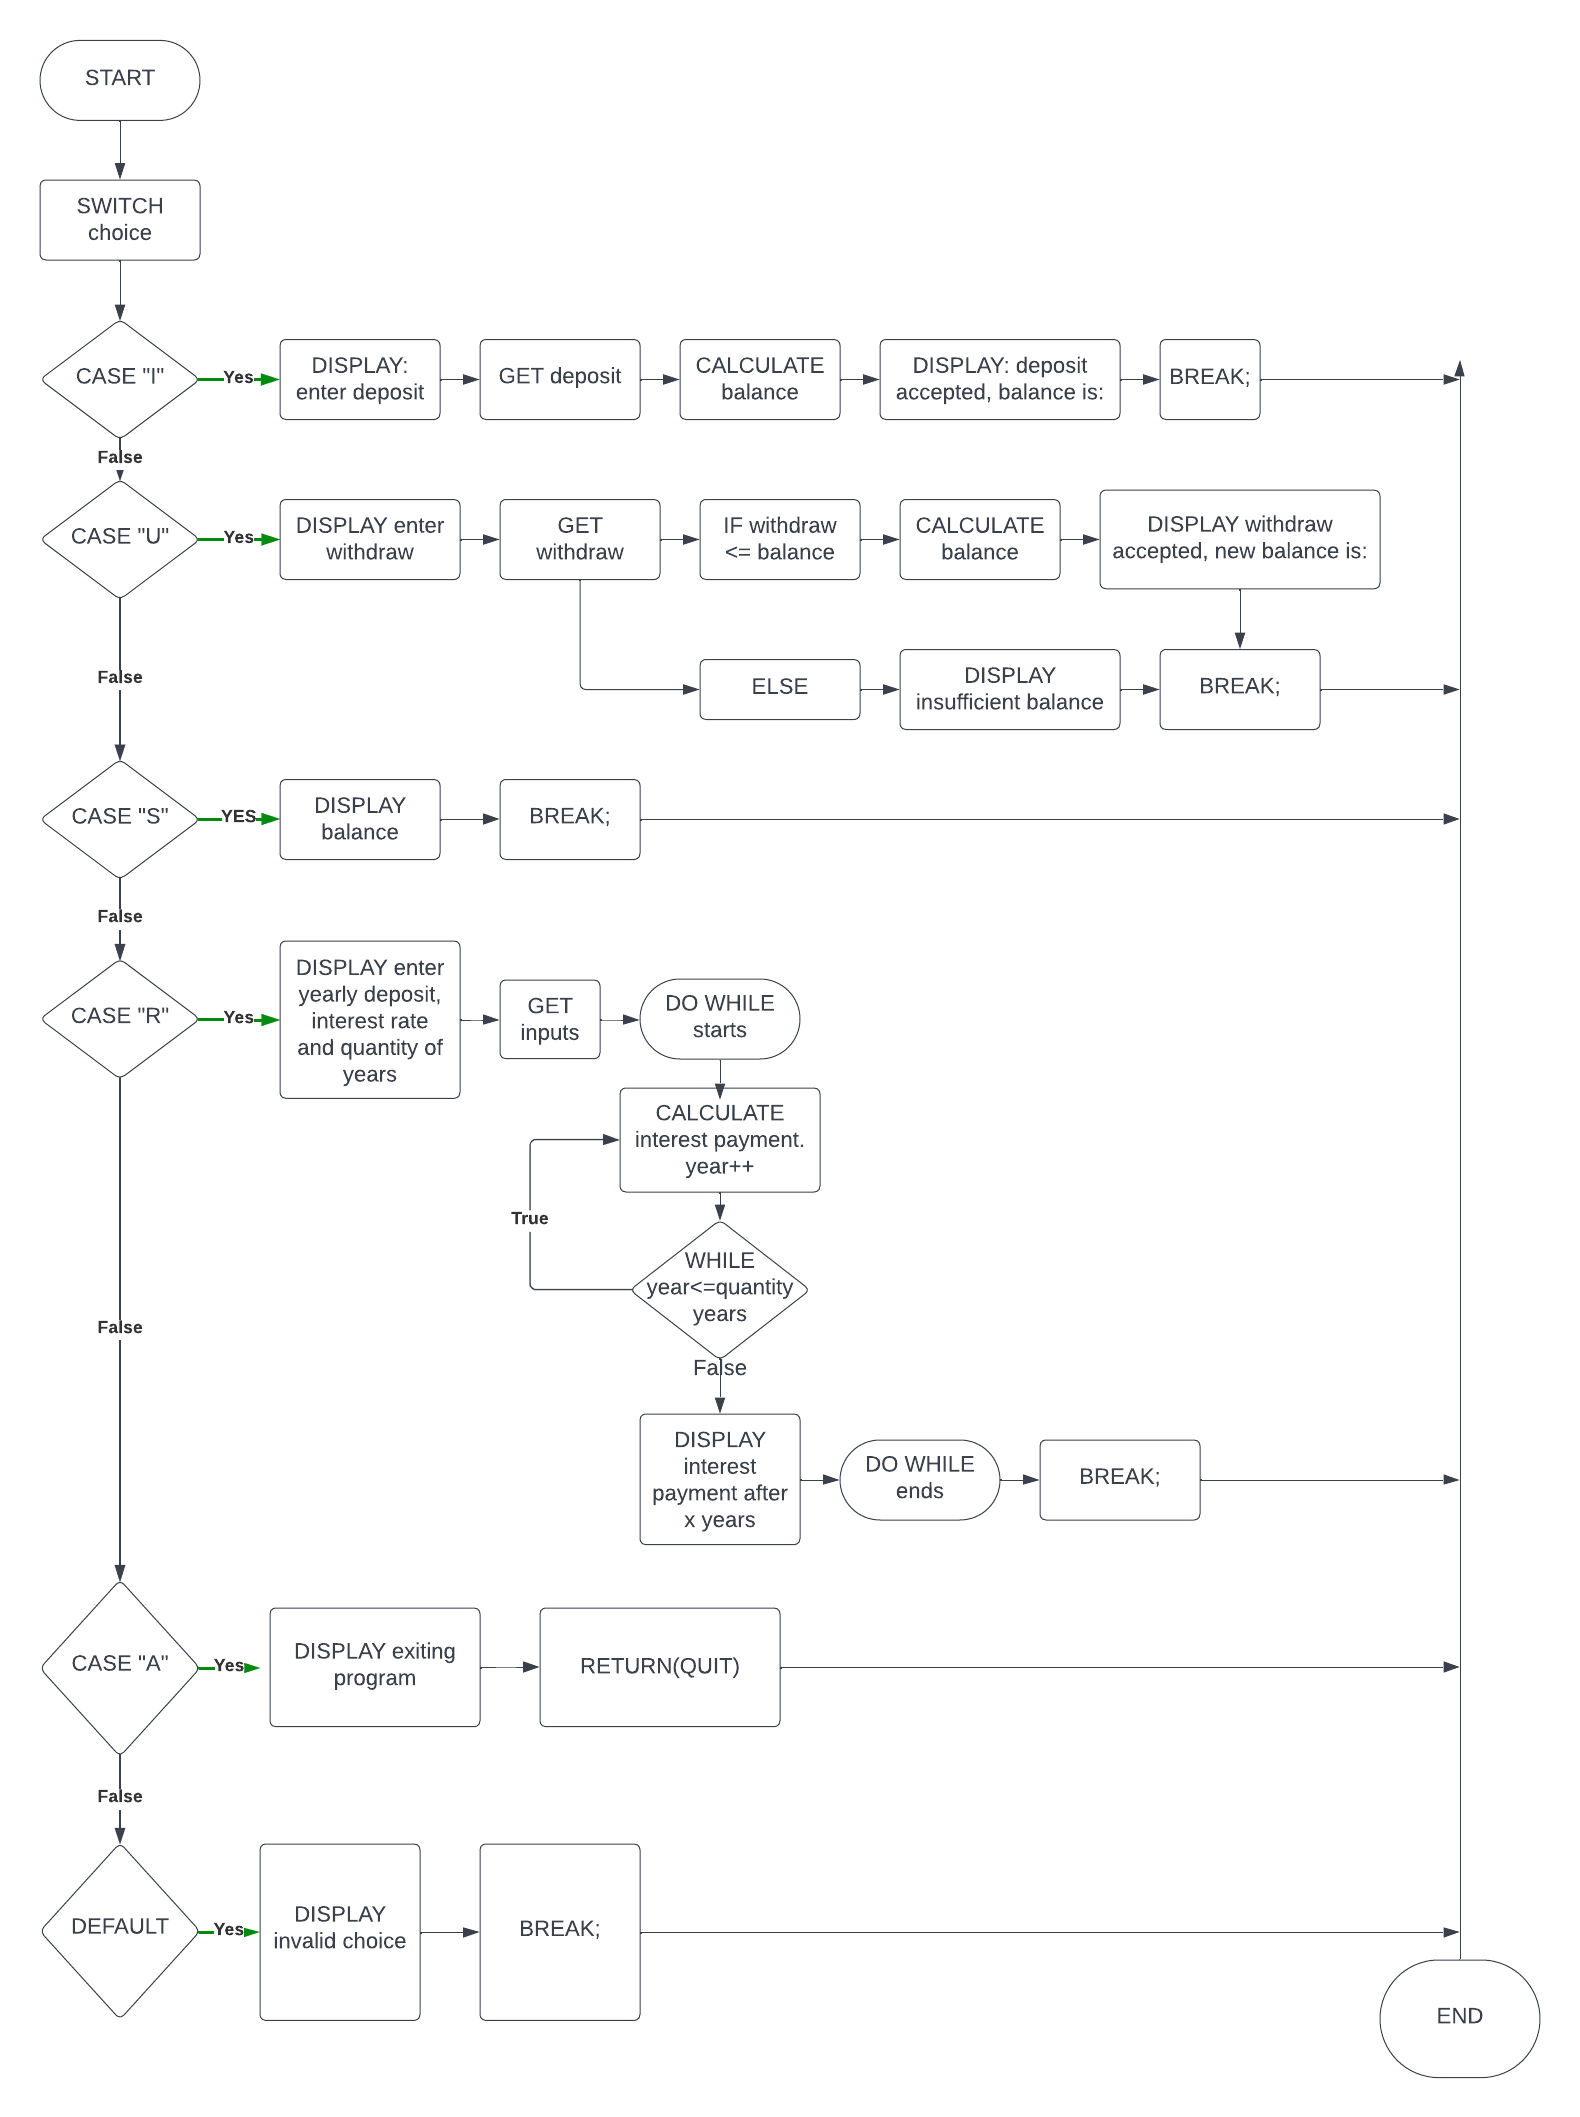 START
SWITCH
choice
CASE "I"
Yes
DISPLAY:
enter deposit
GET deposit
CALCULATE
balance
DISPLAY: deposit
accepted, balance is:
BREAK;
False
CASE "U"
Yes
DISPLAY enter
withdraw
GET
withdraw
IF withdraw
<= balance
CALCULATE
balance
DISPLAY withdraw
accepted, new balance is:
False
ELSE
DISPLAY
insufficient balance
BREAK;
CASE "S"
YES
DISPLAY
balance
BREAK;
False
CASE "R"
Yes
DISPLAY enter
yearly deposit,
interest rate
and quantity of
years
GET
inputs
DO WHILE
starts
CALCULATE
interest payment.
year++
True
WHILE
year<=quantity
years
False
False
DISPLAY
interest
payment after
x years
DO WHILE
ends
BREAK;
CASE "A"
Yes
DISPLAY exiting
program
RETURN(QUIT)
False
DEFAULT
Yes
DISPLAY
invalid choice
BREAK;
END